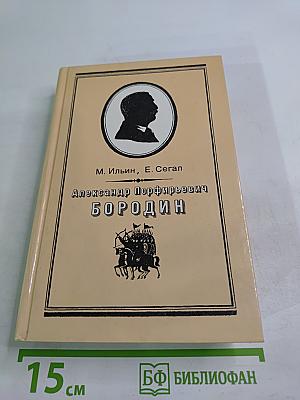 М. Ильин, Е. Сегал
Александр Порфирьевич
БОРОДИН
15 см
БФ БИБЛИОФАН